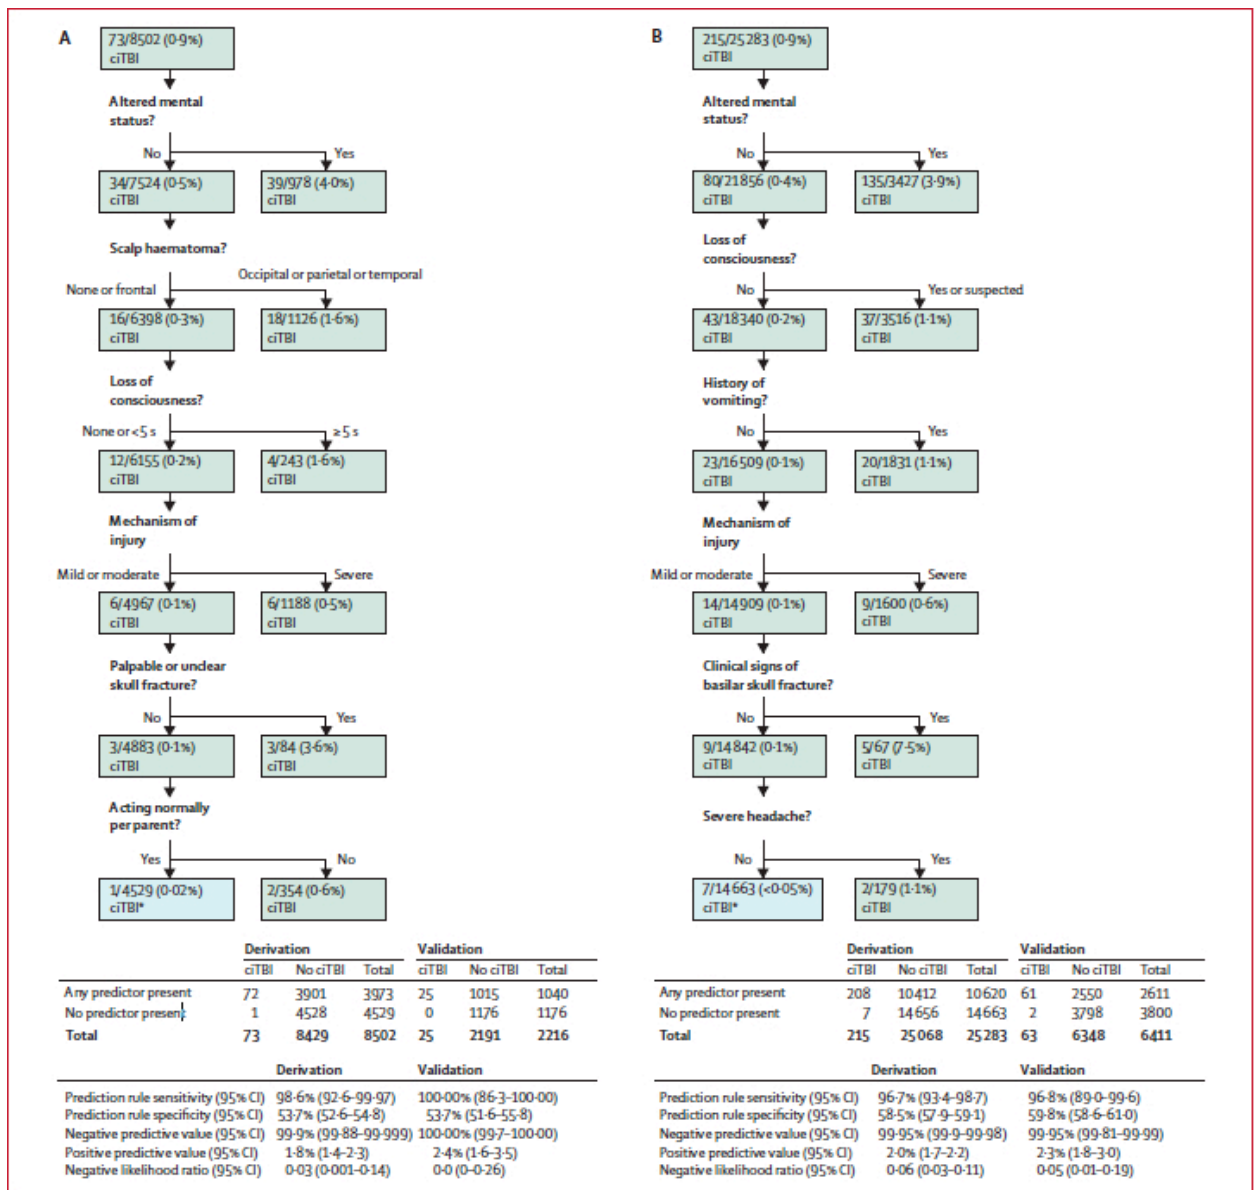 A
73/8502 (0·9%)
ciTBI
Altered mental
status?
No
Yes
34/7524 (0·5%)
ciTBI
39/978 (4·0%)
ciTBI
Scalp haematoma?
None or frontal
Occipital or parietal or temporal
16/6398 (0·3%)
ciTBI
18/1126 (1·6%)
ciTBI
Loss of
consciousness?
None or <5 s
≥5 s
12/6155 (0·2%)
ciTBI
4/243 (1·6%)
ciTBI
Mechanism of
injury
Mild or moderate
Severe
6/4967 (0·1%)
ciTBI
6/1188 (0·5%)
ciTBI
Palpable or unclear
skull fracture?
No
Yes
3/4883 (0·1%)
ciTBI
3/84 (3·6%)
ciTBI
Acting normally
per parent?
Yes
No
1/4529 (0·02%)
ciTBI*
2/354 (0·6%)
ciTBI
Derivation Validation
ciTBI No ciTBI Total ciTBI No ciTBI Total
Any predictor present 72 3901 3973 25 1015 1040
No predictor present 1 4528 4529 0 1176 1176
Total 73 8429 8502 25 2191 2216
Derivation Validation
Prediction rule sensitivity (95% CI) 98·6% (92·6–99·97) 100·00% (86·3–100·00)
Prediction rule specificity (95% CI) 53·7% (52·6–54·8) 53·7% (51·6–55·8)
Negative predictive value (95% CI) 99·9% (99·88–99·999) 100·00% (99·7–100·00)
Positive predictive value (95% CI) 1·8% (1·4–2·3) 2·4% (1·6–3·5)
Negative likelihood ratio (95% CI) 0·03 (0·001–0·14) 0·0 (0–0·26)
B
215/25283 (0·9%)
ciTBI
Altered mental
status?
No
Yes
80/21856 (0·4%)
ciTBI
135/3427 (3·9%)
ciTBI
Loss of
consciousness?
No
Yes or suspected
43/18340 (0·2%)
ciTBI
37/3516 (1·1%)
ciTBI
History of
vomiting?
No
Yes
23/16509 (0·1%)
ciTBI
20/1831 (1·1%)
ciTBI
Mechanism of
injury
Mild or moderate
Severe
14/14909 (0·1%)
ciTBI
9/1600 (0·6%)
ciTBI
Clinical signs of
basilar skull fracture?
No
Yes
9/14842 (0·1%)
ciTBI
5/67 (7·5%)
ciTBI
Severe headache?
No
Yes
7/14663 (<0·05%)
ciTBI*
2/179 (1·1%)
ciTBI
Derivation Validation
ciTBI No ciTBI Total ciTBI No ciTBI Total
Any predictor present 208 10412 10620 61 2550 2611
No predictor present 7 14656 14663 2 3798 3800
Total 215 25068 25283 63 6348 6411
Derivation Validation
Prediction rule sensitivity (95% CI) 96·7% (93·4–98·7) 96·8% (89·0–99·6)
Prediction rule specificity (95% CI) 58·5% (57·9–59·1) 59·8% (58·6–61·0)
Negative predictive value (95% CI) 99·95% (99·9–99·98) 99·95% (99·81–99·99)
Positive predictive value (95% CI) 2·0% (1·7–2·2) 2·3% (1·8–3·0)
Negative likelihood ratio (95% CI) 0·06 (0·03–0·11) 0·05 (0·01–0·19)